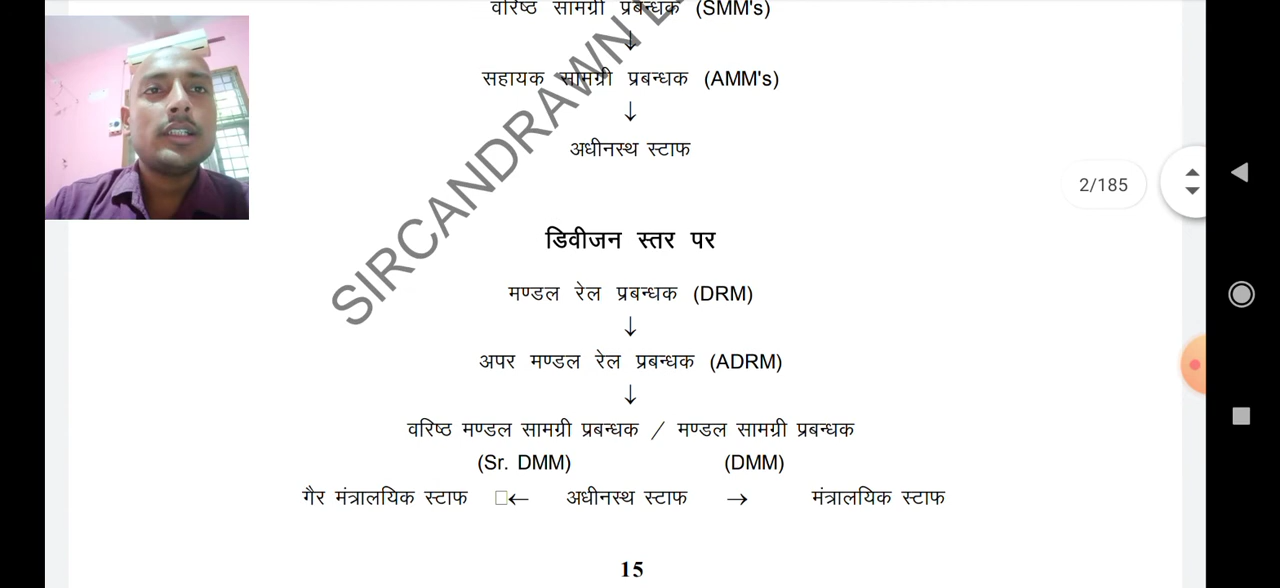 वरिष्ठ सामग्री प्रबन्धक (SMM's)
↓
सहायक सामग्री प्रबन्धक (AMM's)
↓
अधीनस्थ स्टाफ
2/185
SIRCANDRAWN
डिवीजन स्तर पर
मण्डल रेल प्रबन्धक (DRM)
↓
अपर मण्डल रेल प्रबन्धक (ADRM)
↓
वरिष्ठ मण्डल सामग्री प्रबन्धक / मण्डल सामग्री प्रबन्धक
(Sr. DMM) (DMM)
गैर मंत्रालयिक स्टाफ □← अधीनस्थ स्टाफ → मंत्रालयिक स्टाफ
15